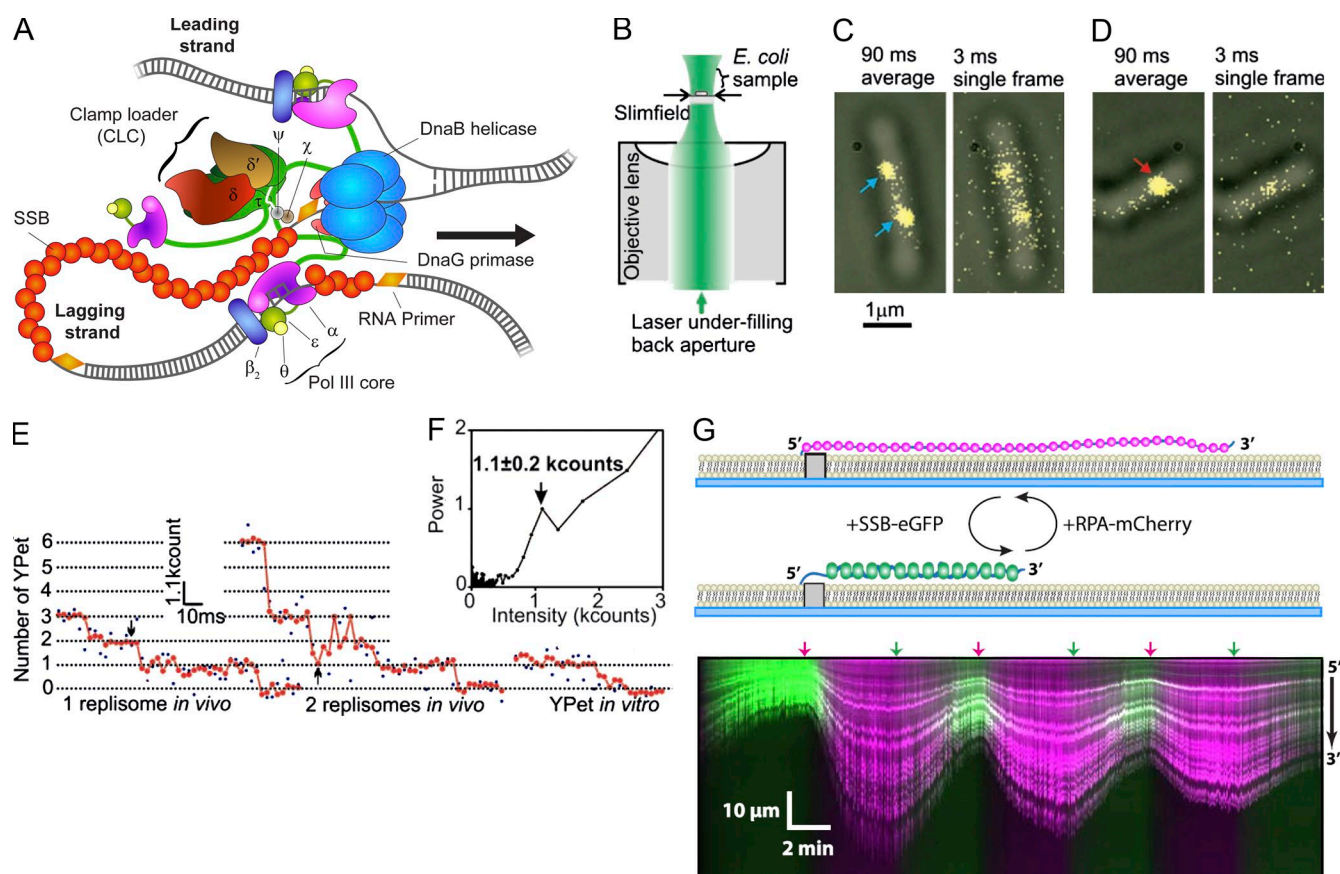 A
Leading
strand
Clamp loader
(CLC)
ψ
χ
δ'
δ
τ
DnaB helicase
SSB
DnaG primase
Lagging
strand
RNA Primer
α
ε
θ
β2
Pol III core
B
E. coli
sample
Slimfield
Objective lens
Laser under-filling
back aperture
C
90 ms
average
3 ms
single frame
1μm
D
90 ms
average
3 ms
single frame
E
Number of YPet
6
5
4
3
2
1
0
1.1kcount
10ms
1 replisome in vivo
2 replisomes in vivo
YPet in vitro
F
Power
2
1
0
1.1±0.2 kcounts
0 1 2 3
Intensity (kcounts)
G
5′ 3′
+SSB-eGFP
+RPA-mCherry
5′ 3′
5′
3′
10 μm
2 min